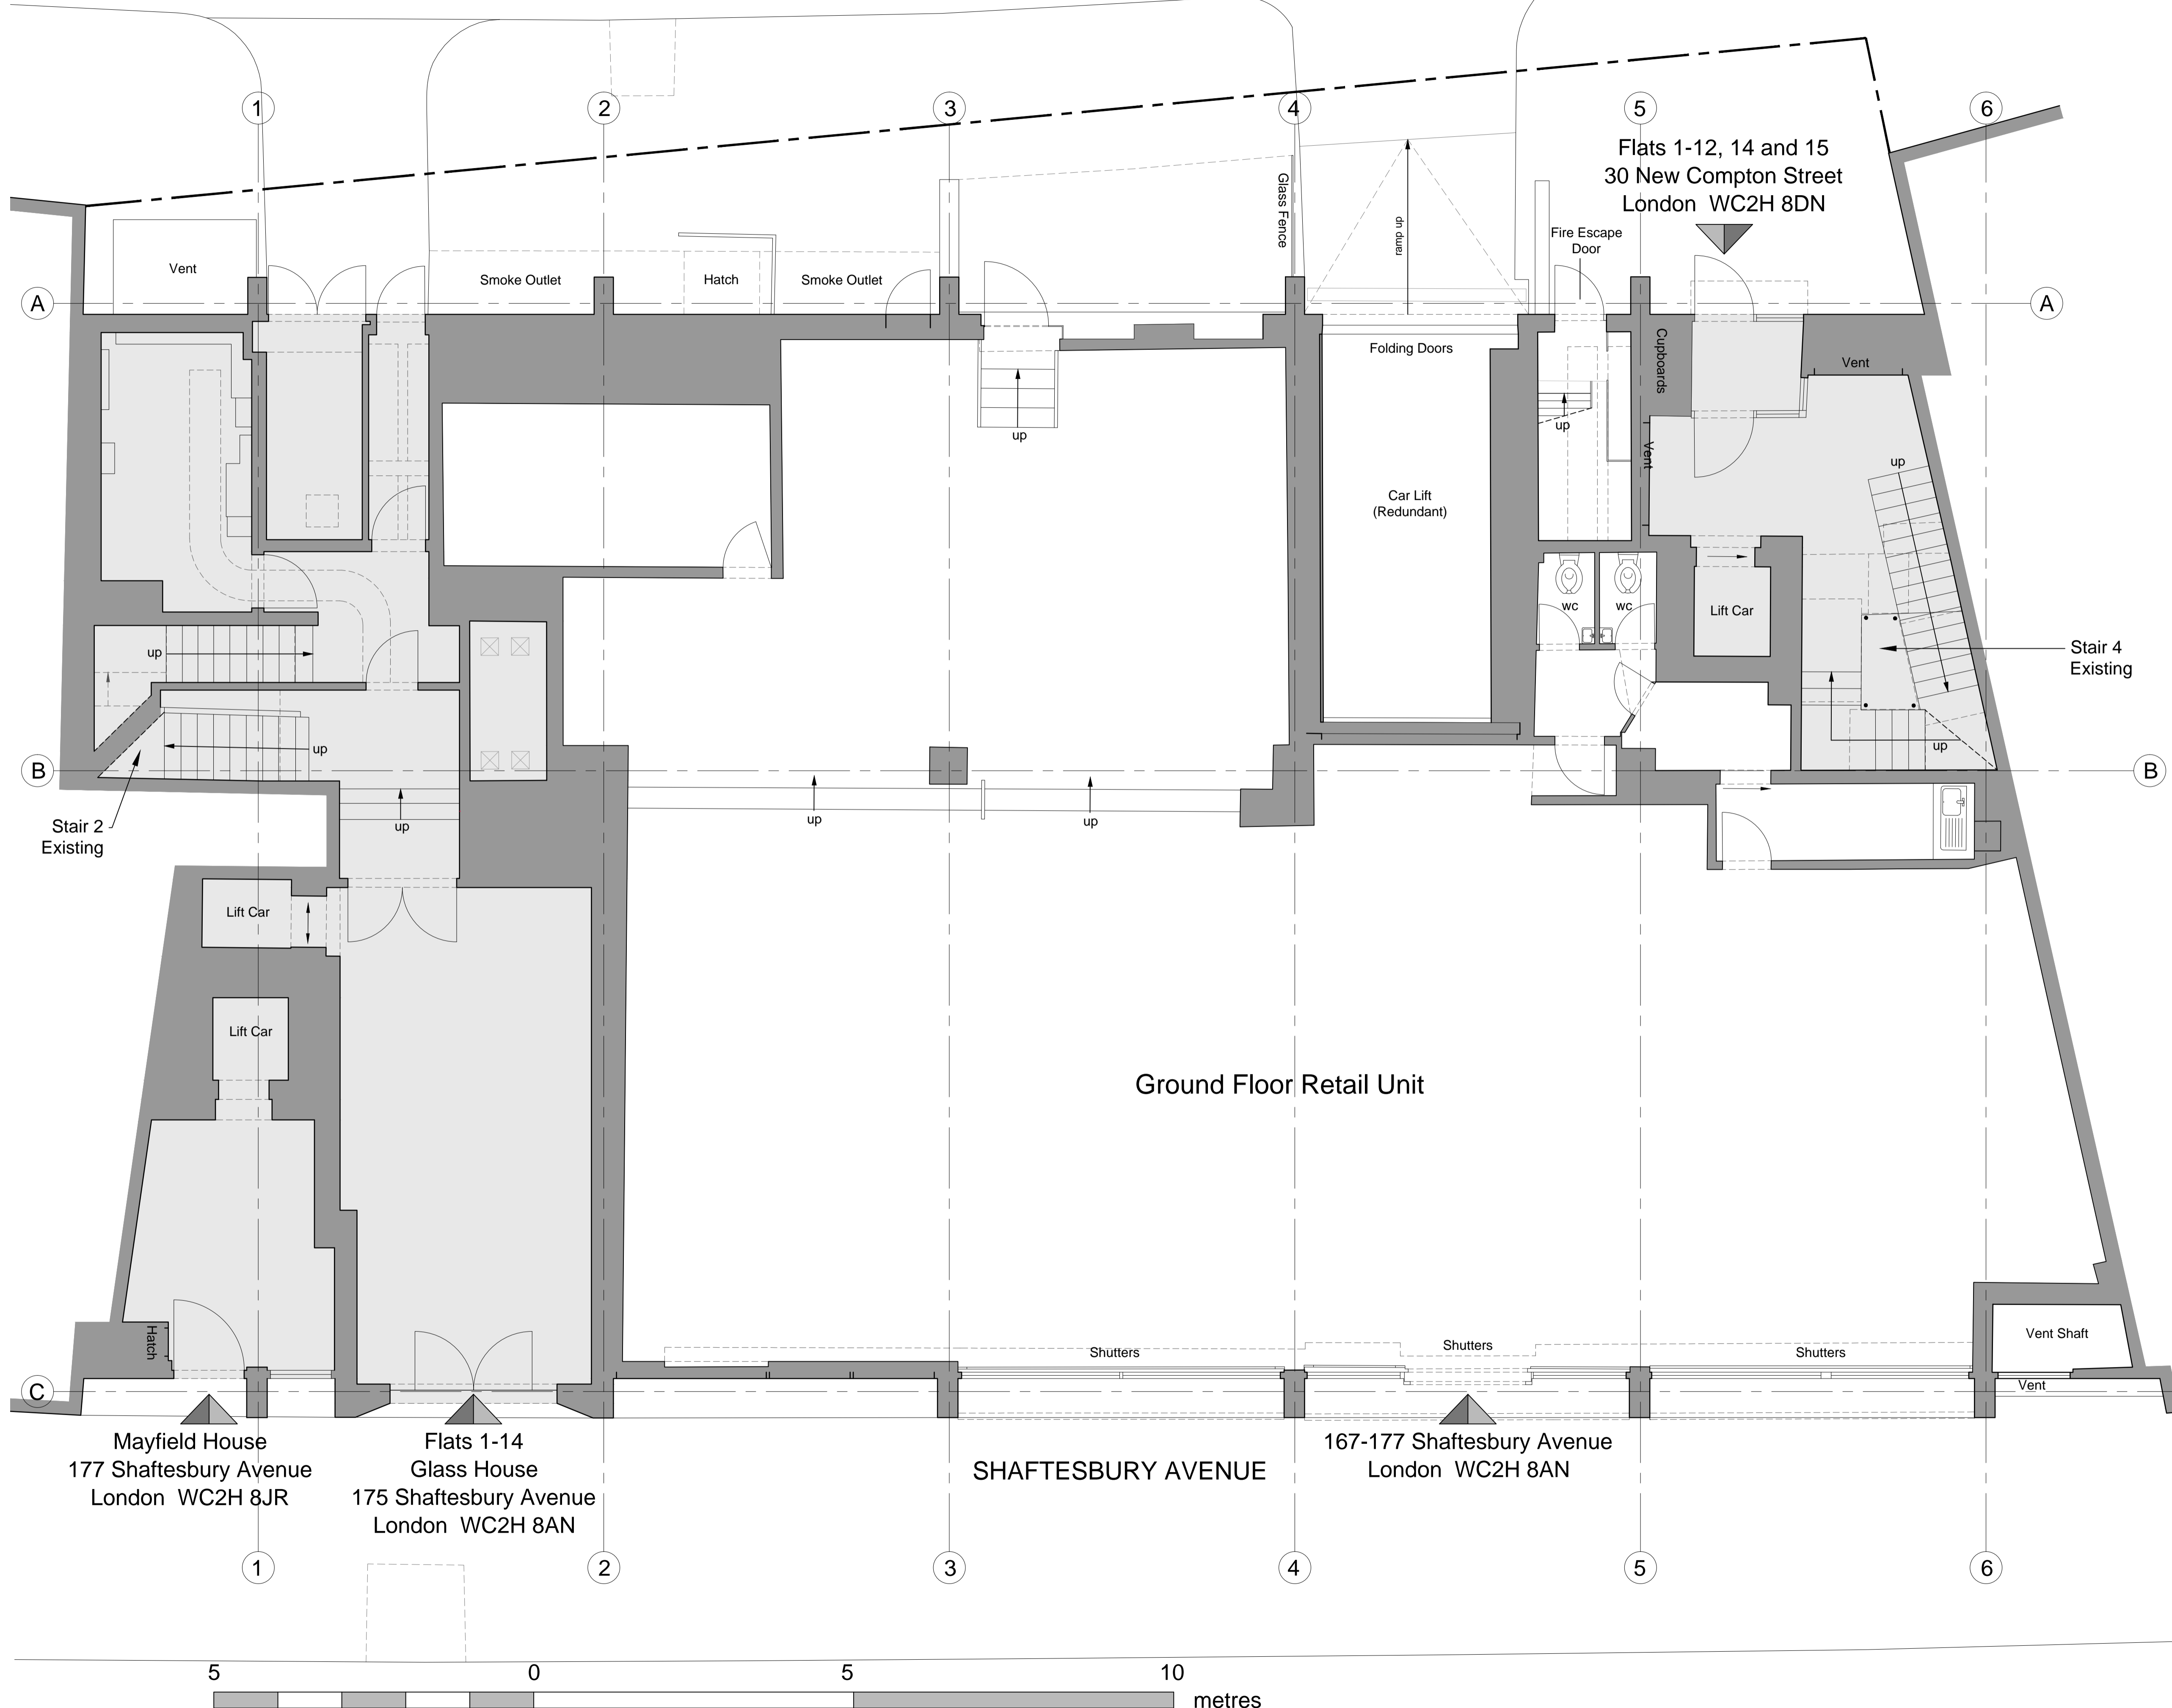 1
2
3
4
5
6
Flats 1-12, 14 and 15
30 New Compton Street
London WC2H 8DN
Glass Fence
ramp up
Fire Escape
Door
Vent
Smoke Outlet
Hatch
Smoke Outlet
A
A
Folding Doors
Cupboards
Vent
up
up
Vent
up
Car Lift
(Redundant)
wc
wc
Lift Car
up
Stair 4
Existing
up
up
B
B
up
up
up
Stair 2
Existing
Lift Car
Lift Car
Ground Floor Retail Unit
Hatch
Shutters
Shutters
Shutters
Vent Shaft
Vent
C
Mayfield House
177 Shaftesbury Avenue
London WC2H 8JR
Flats 1-14
Glass House
175 Shaftesbury Avenue
London WC2H 8AN
SHAFTESBURY AVENUE
167-177 Shaftesbury Avenue
London WC2H 8AN
1
2
3
4
5
6
5
0
5
10
metres